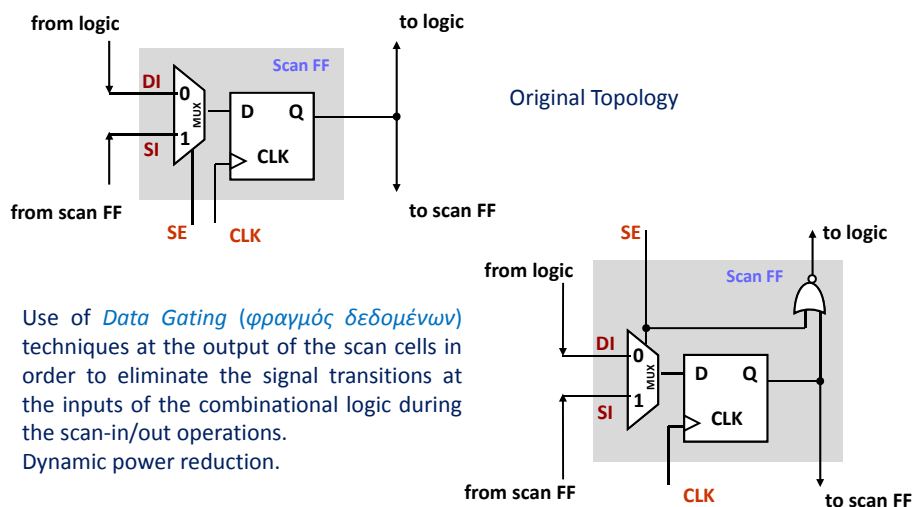 from logic
to logic
Scan FF
DI
0
MUX
D
Q
1
SI
CLK
from scan FF
to scan FF
SE
CLK
Original Topology
SE
to logic
from logic
Scan FF
DI
0
MUX
D
Q
1
SI
CLK
from scan FF
CLK
to scan FF
Use of Data Gating (φραγμός δεδομένων)
techniques at the output of the scan cells in
order to eliminate the signal transitions at
the inputs of the combinational logic during
the scan-in/out operations.
Dynamic power reduction.